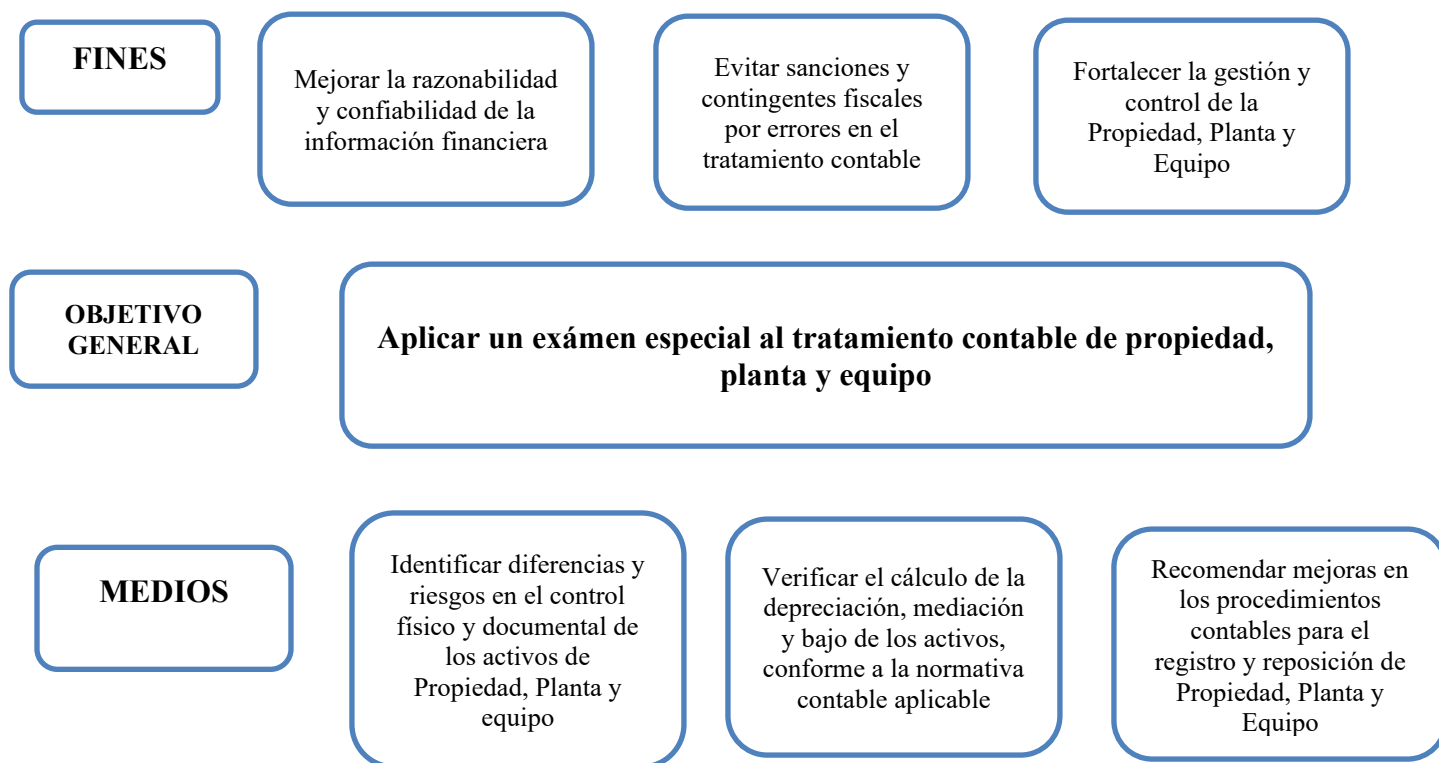 FINES
Mejorar la razonabilidad
y confiabilidad de la
información financiera
Evitar sanciones y
contingentes fiscales
por errores en el
tratamiento contable
Fortalecer la gestión y
control de la
Propiedad, Planta y
Equipo
OBJETIVO
GENERAL
Aplicar un exámen especial al tratamiento contable de propiedad,
planta y equipo
MEDIOS
Identificar diferencias y
riesgos en el control
físico y documental de
los activos de
Propiedad, Planta y
equipo
Verificar el cálculo de la
depreciación, mediación
y bajo de los activos,
conforme a la normativa
contable aplicable
Recomendar mejoras en
los procedimientos
contables para el
registro y reposición de
Propiedad, Planta y
Equipo